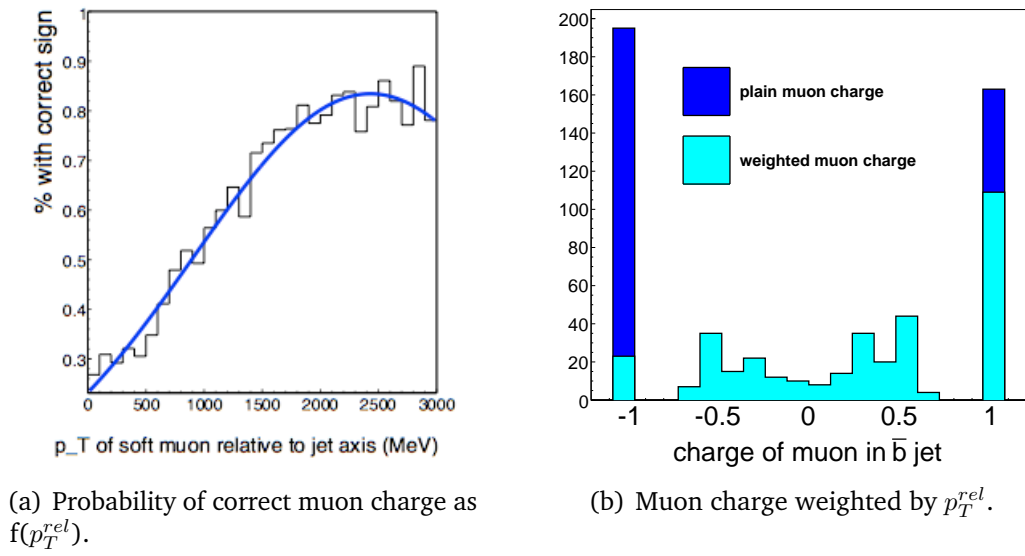 1
0.9
0.8
0.7
0.6
0.5
0.4
0.3
% with correct sign
0 500 1000 1500 2000 2500 3000
p_T of soft muon relative to jet axis (MeV)
(a) Probability of correct muon charge as
f(p_T^{rel}).
200
180
160
140
120
100
80
60
40
20
0
plain muon charge
weighted muon charge
-1 -0.5 0 0.5 1
charge of muon in b̅ jet
(b) Muon charge weighted by p_T^{rel}.